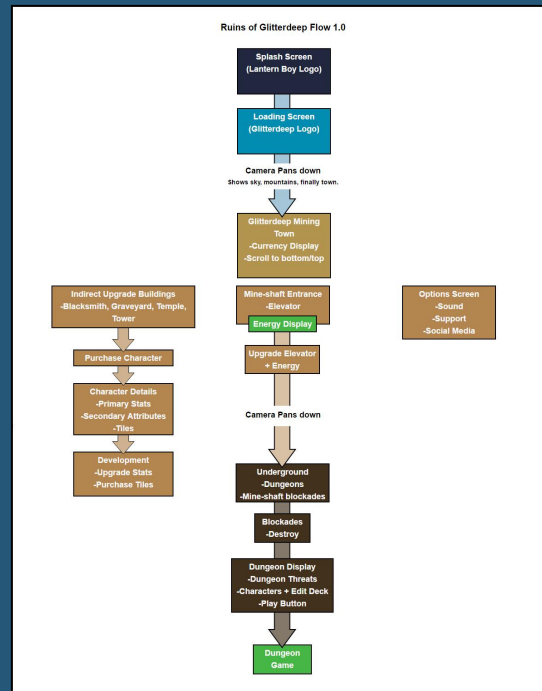 Ruins of Glitterdeep Flow 1.0
Splash Screen
(Lantern Boy Logo)
Loading Screen
(Glitterdeep Logo)
Camera Pans down
Shows sky, mountains, finally town.
Glitterdeep Mining
Town
-Currency Display
-Scroll to bottom/top
Indirect Upgrade Buildings
-Blacksmith, Graveyard, Temple,
Tower
Purchase Character
Character Details
-Primary Stats
-Secondary Attributes
-Tiles
Development
-Upgrade Stats
-Purchase Tiles
Mine-shaft Entrance
-Elevator
Energy Display
Upgrade Elevator
+ Energy
Options Screen
-Sound
-Support
-Social Media
Camera Pans down
Underground
-Dungeons
-Mine-shaft blockades
Blockades
-Destroy
Dungeon Display
-Dungeon Threats
-Characters + Edit Deck
-Play Button
Dungeon
Game